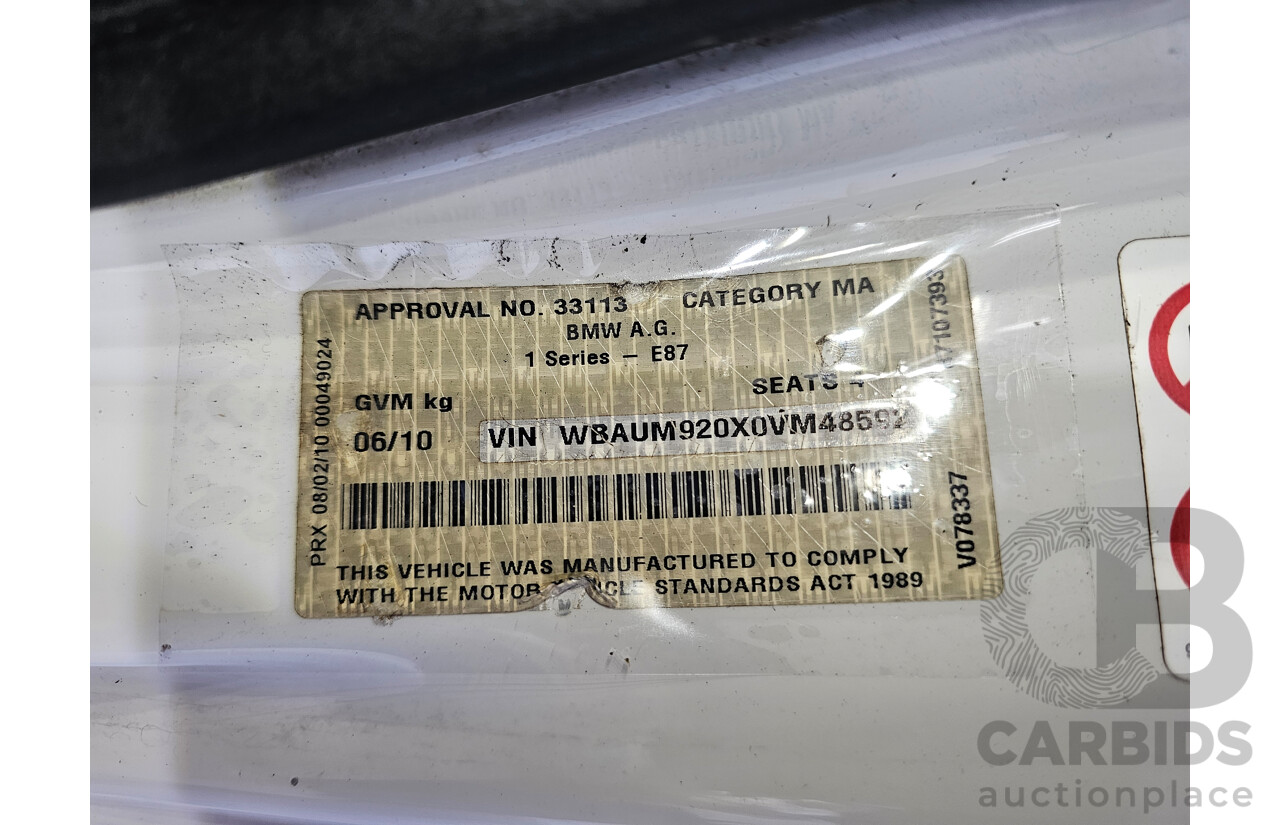 APPROVAL NO. 33113 CATEGORY MA
BMW A.G.
1 Series – E87
SEATS
GVM kg
06/10
VIN WBAUM920X0VM48592
THIS VEHICLE WAS MANUFACTURED TO COMPLY
WITH THE MOTOR STANDARDS ACT 1989
PRX 08/02/10 00049024
V078337
CARBIDS
auctionplace